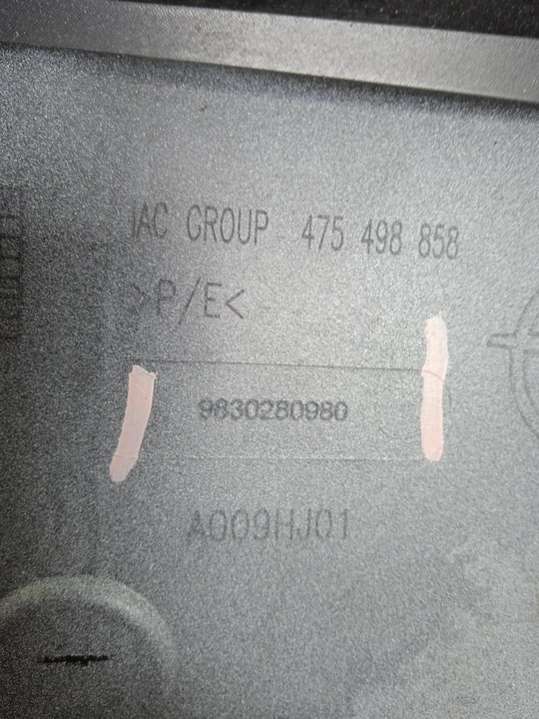 IAC GROUP 475 498 858
>P/E<
9830280980
A009HJ01